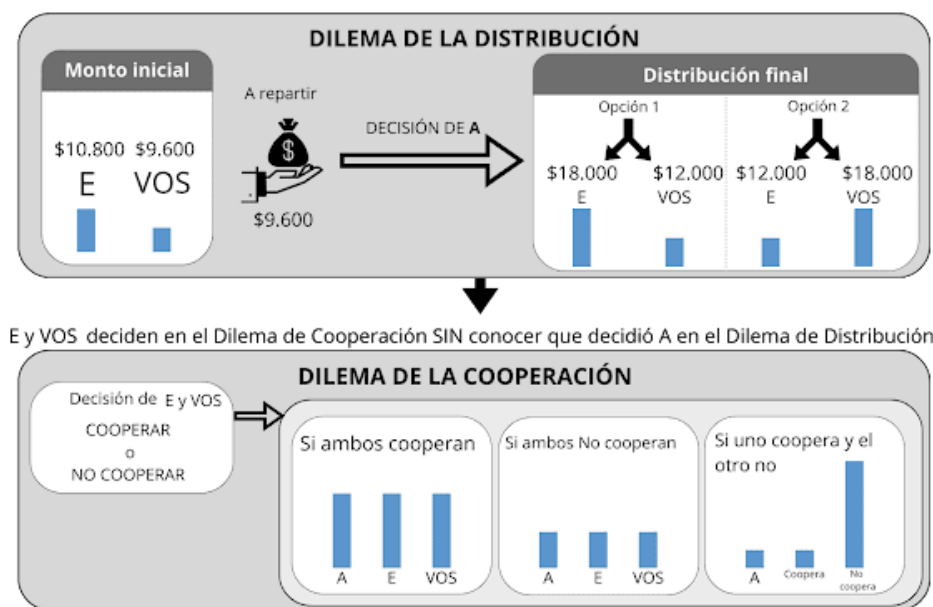 DILEMA DE LA DISTRIBUCIÓN
Monto inicial
$10.800 $9.600
E VOS
A repartir
$
$9.600
DECISIÓN DE A
Distribución final
Opción 1
Opción 2
$18.000 $12.000 $12.000 $18.000
E VOS E VOS
E y VOS deciden en el Dilema de Cooperación SIN conocer que decidió A en el Dilema de Distribución
DILEMA DE LA COOPERACIÓN
Decisión de E y VOS
COOPERAR
o
NO COOPERAR
Si ambos cooperan
A E VOS
Si ambos No cooperan
A E VOS
Si uno coopera y el
otro no
A Coopera No
coopera